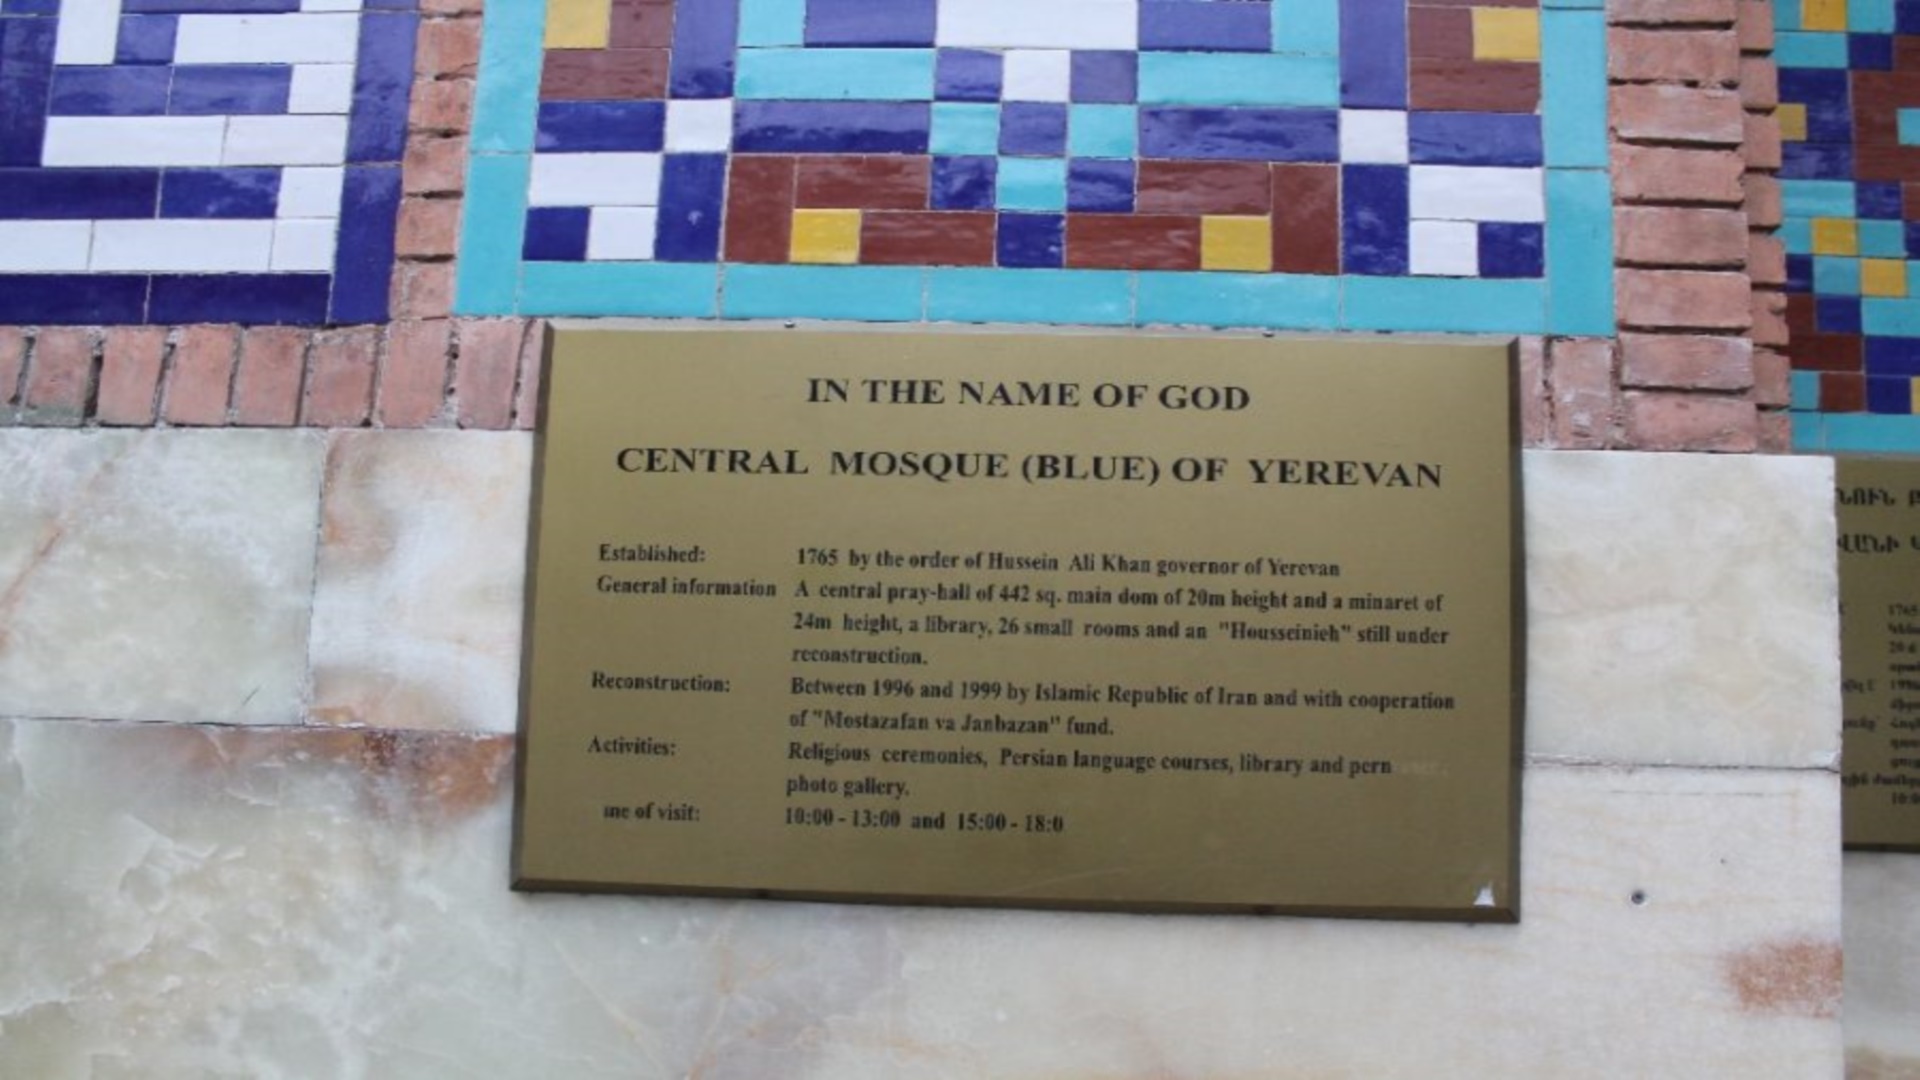 IN THE NAME OF GOD
CENTRAL MOSQUE (BLUE) OF YEREVAN
Established: 1765 by the order of Hussein Ali Khan governor of Yerevan
General information A central pray-hall of 442 sq. main dom of 20m height and a minaret of
24m height, a library, 26 small rooms and an "Housseinieh" still under
reconstruction.
Reconstruction: Between 1996 and 1999 by Islamic Republic of Iran and with cooperation
of "Mostazafan va Janbazan" fund.
Activities: Religious ceremonies, Persian language courses, library and pern
photo gallery.
me of visit: 10:00 - 13:00 and 15:00 - 18:0
ՆՈՒՆ
ՎԱՆԻ
1765